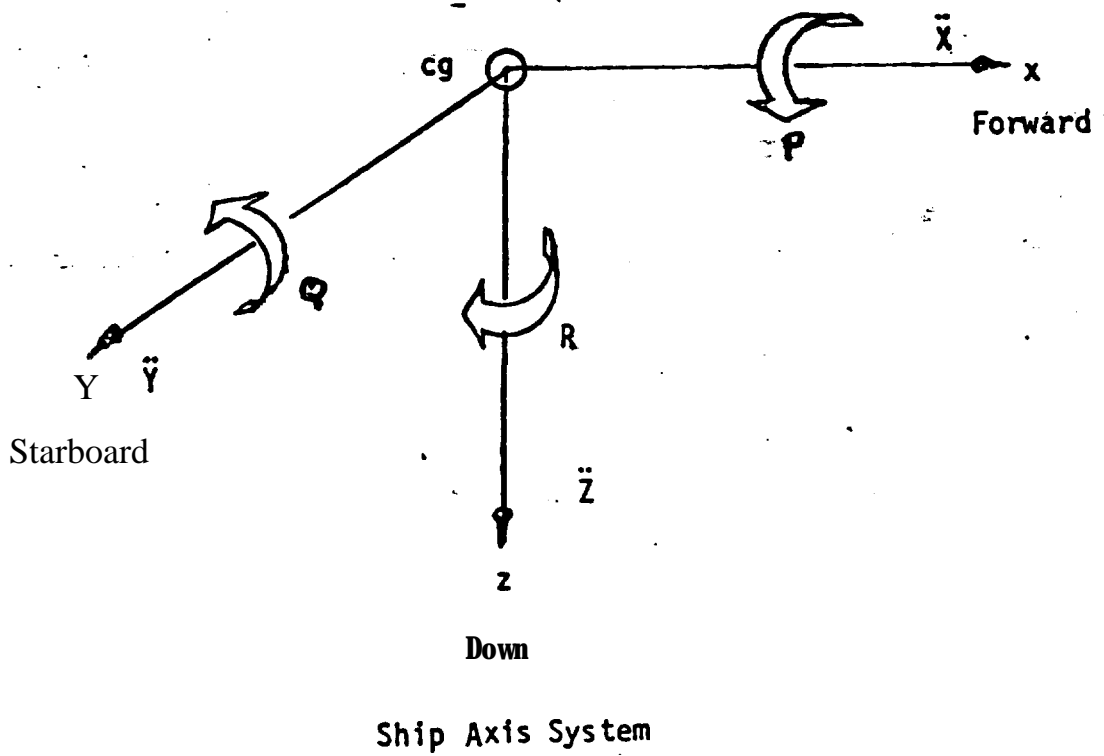 Ẍ
cg
x
Forward
P
Q
R
Y Ÿ
Starboard
Z̈
z
Down
Ship Axis System